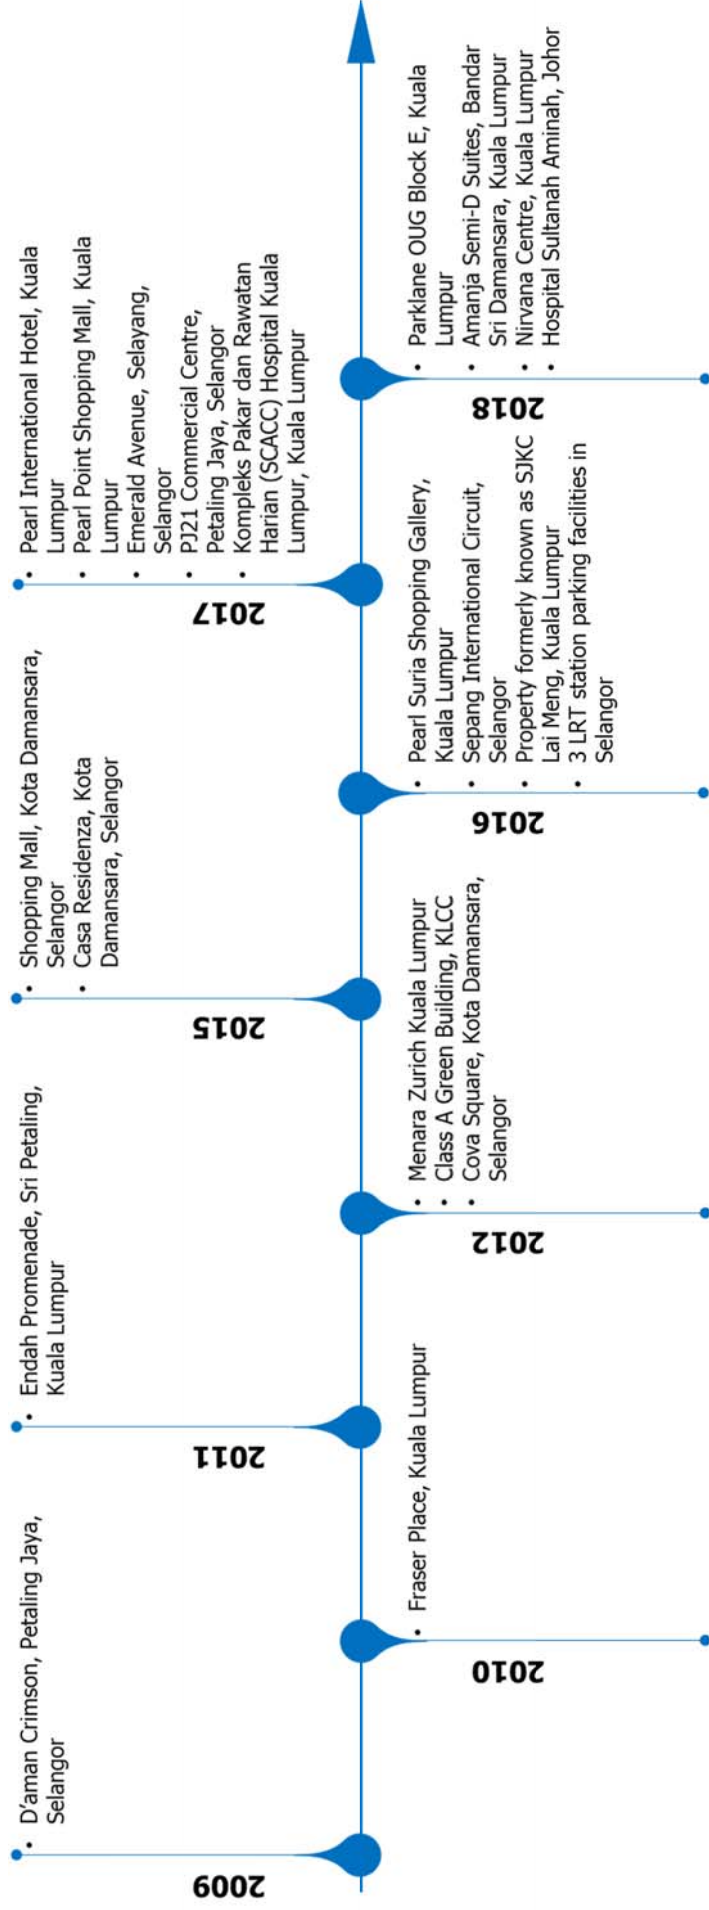 2009
• D'aman Crimson, Petaling Jaya,
Selangor
2010
• Fraser Place, Kuala Lumpur
2011
• Endah Promenade, Sri Petaling,
Kuala Lumpur
2012
• Menara Zurich Kuala Lumpur
• Class A Green Building, KLCC
• Cova Square, Kota Damansara,
Selangor
2015
• Shopping Mall, Kota Damansara,
Selangor
• Casa Residenza, Kota
Damansara, Selangor
2016
• Pearl Suria Shopping Gallery,
Kuala Lumpur
• Sepang International Circuit,
Selangor
• Property formerly known as SJKC
Lai Meng, Kuala Lumpur
• 3 LRT station parking facilities in
Selangor
2017
• Pearl International Hotel, Kuala
Lumpur
• Pearl Point Shopping Mall, Kuala
Lumpur
• Emerald Avenue, Selayang,
Selangor
• PJ21 Commercial Centre,
Petaling Jaya, Selangor
• Kompleks Pakar dan Rawatan
Harian (SCACC) Hospital Kuala
Lumpur, Kuala Lumpur
2018
• Parklane OUG Block E, Kuala
Lumpur
• Amanja Semi-D Suites, Bandar
Sri Damansara, Kuala Lumpur
• Nirvana Centre, Kuala Lumpur
• Hospital Sultanah Aminah, Johor